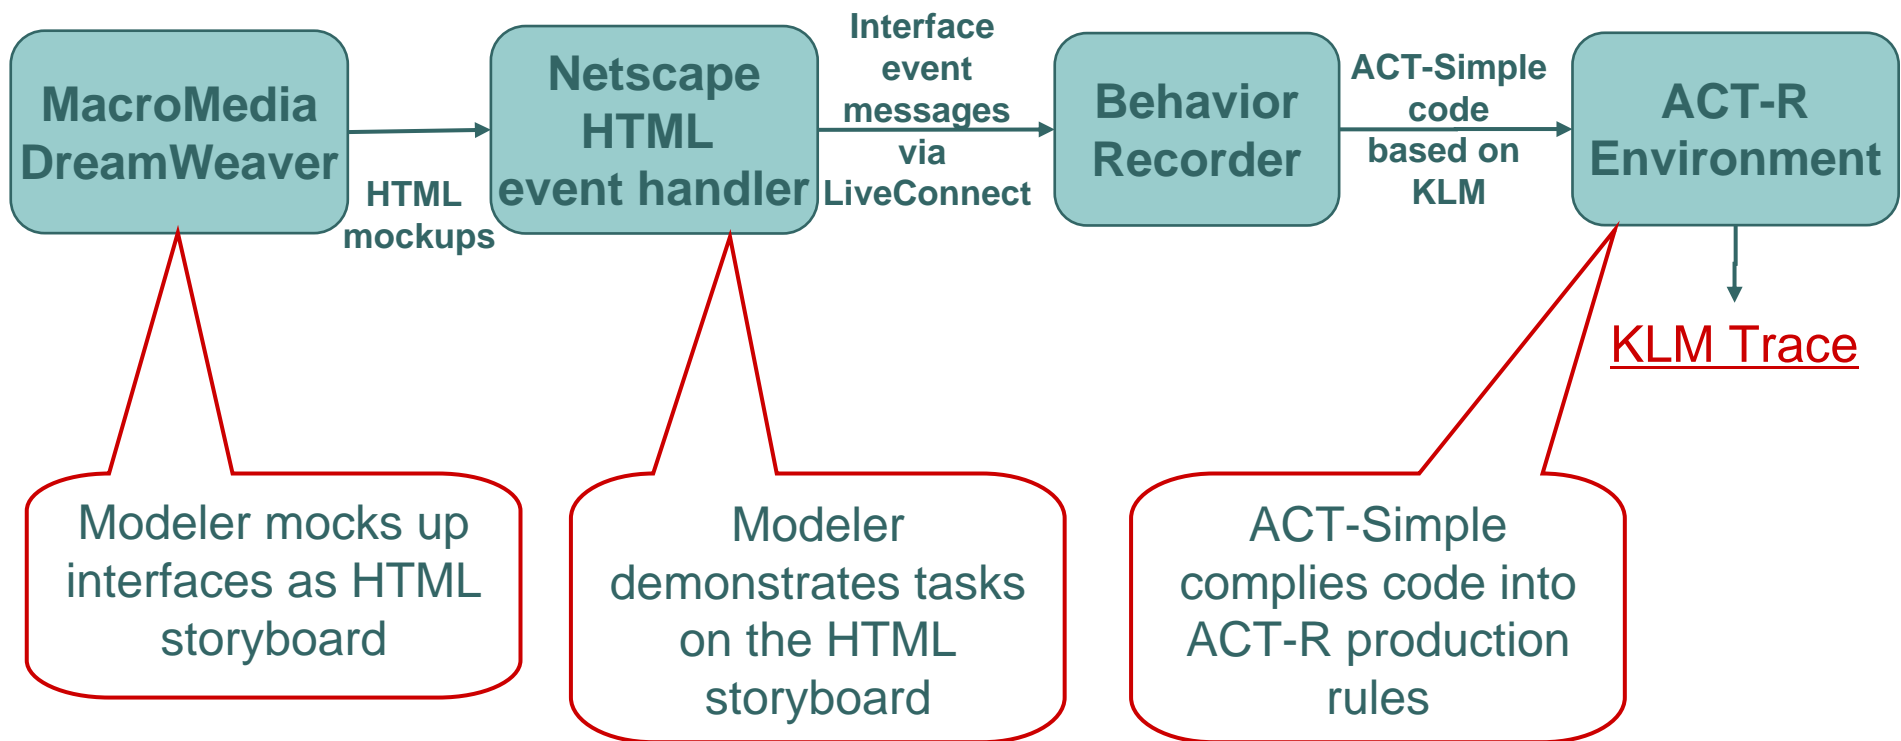 MacroMedia
DreamWeaver
HTML
mockups
Netscape
HTML
event handler
Interface
event
messages
via
LiveConnect
Behavior
Recorder
ACT-Simple
code
based on
KLM
ACT-R
Environment
KLM Trace
Modeler mocks up
interfaces as HTML
storyboard
Modeler
demonstrates tasks
on the HTML
storyboard
ACT-Simple
complies code into
ACT-R production
rules